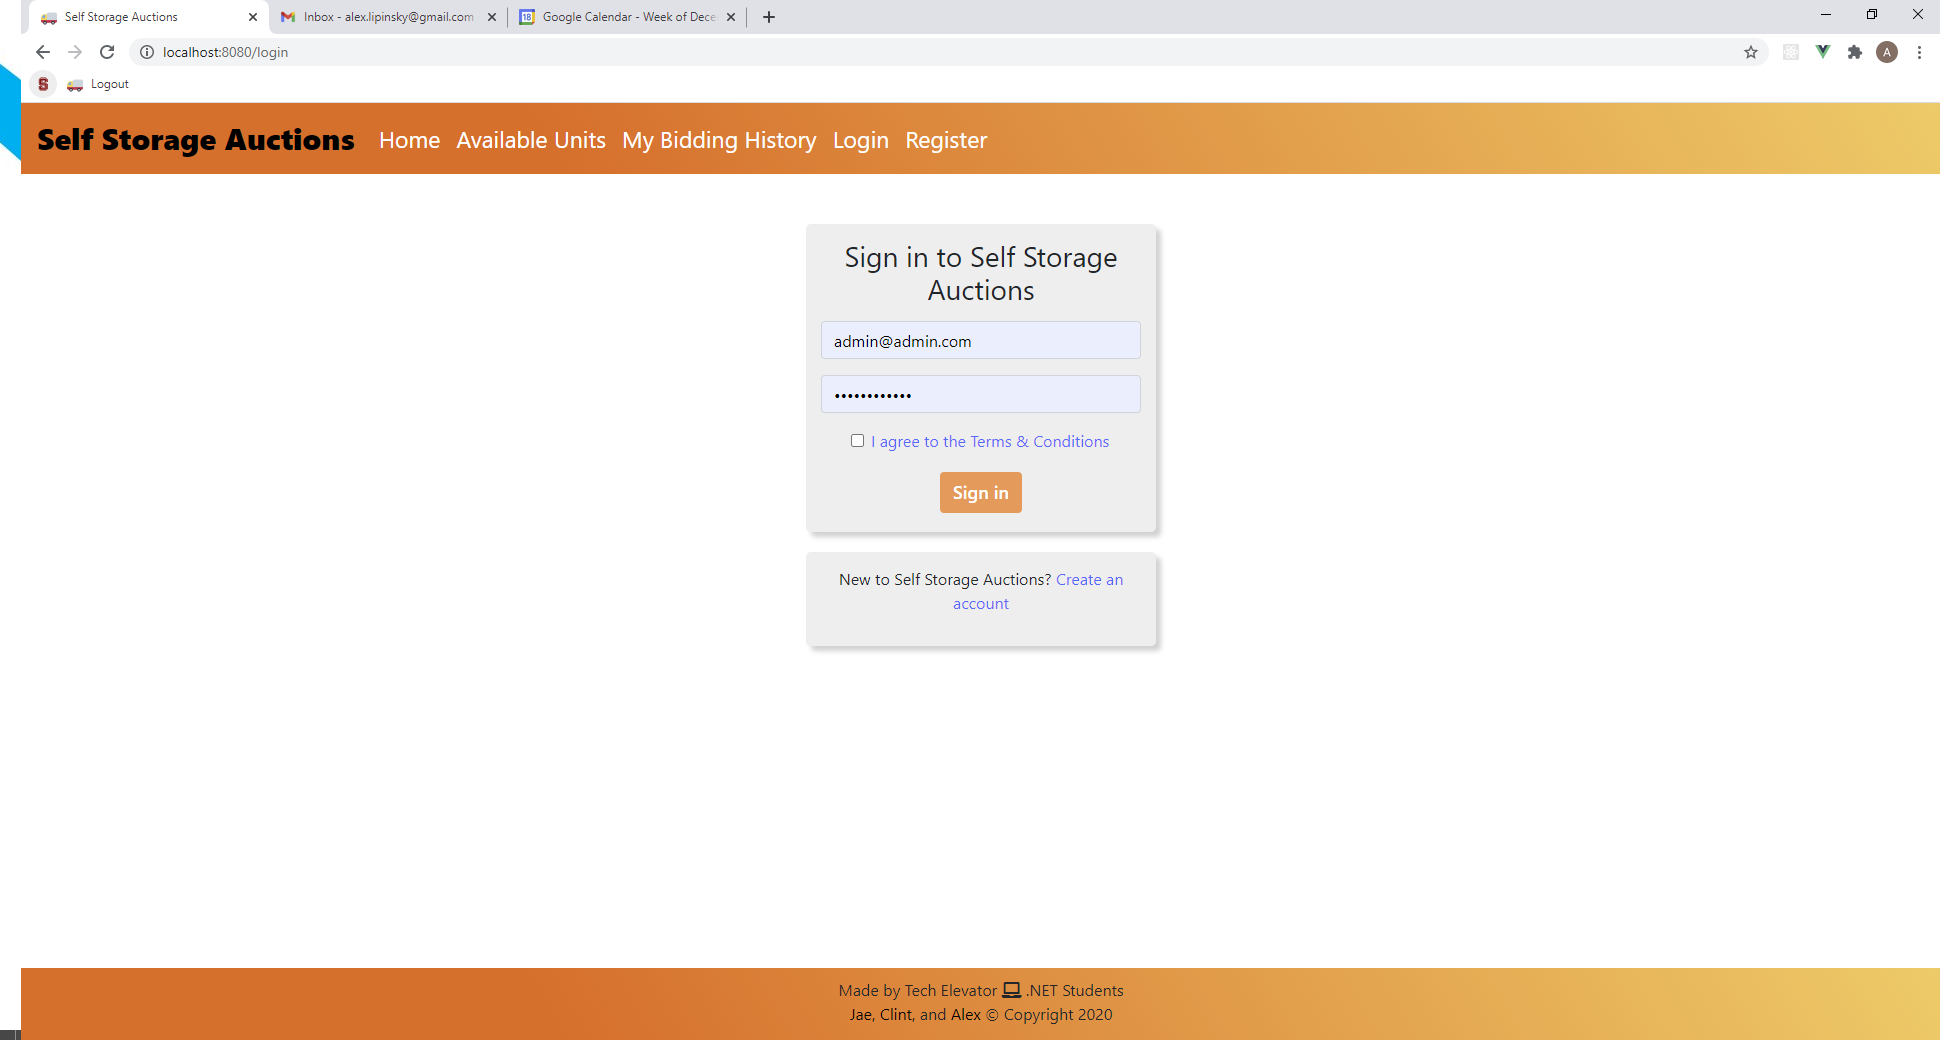 Self Storage Auctions
Inbox - alex.lipinsky@gmail.com
18
Google Calendar - Week of Dece
localhost:8080/login
A
S
Logout
Self Storage Auctions
Home
Available Units
My Bidding History
Login
Register
Sign in to Self Storage
Auctions
admin@admin.com
••••••••••••
I agree to the Terms & Conditions
Sign in
New to Self Storage Auctions? Create an
account
Made by Tech Elevator .NET Students
Jae, Clint, and Alex © Copyright 2020